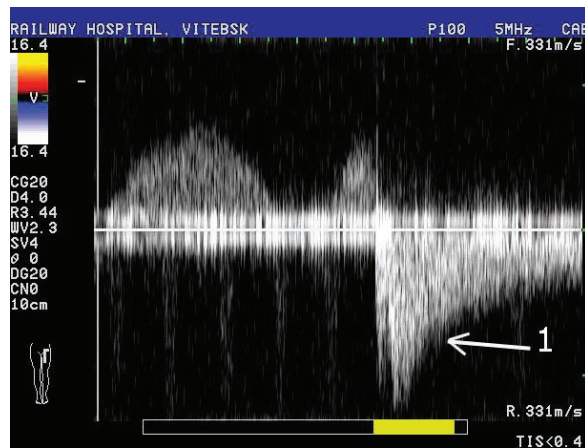 RAILWAY HOSPITAL, VITEBSK P100 5MHz CAE
16.4 F.331m/s
V
16.4
CG20
D4.0
R3.44
WV2.3
SV4
θ 0
DG20
CN0
10cm
1
R.331m/s
TIS<0.4